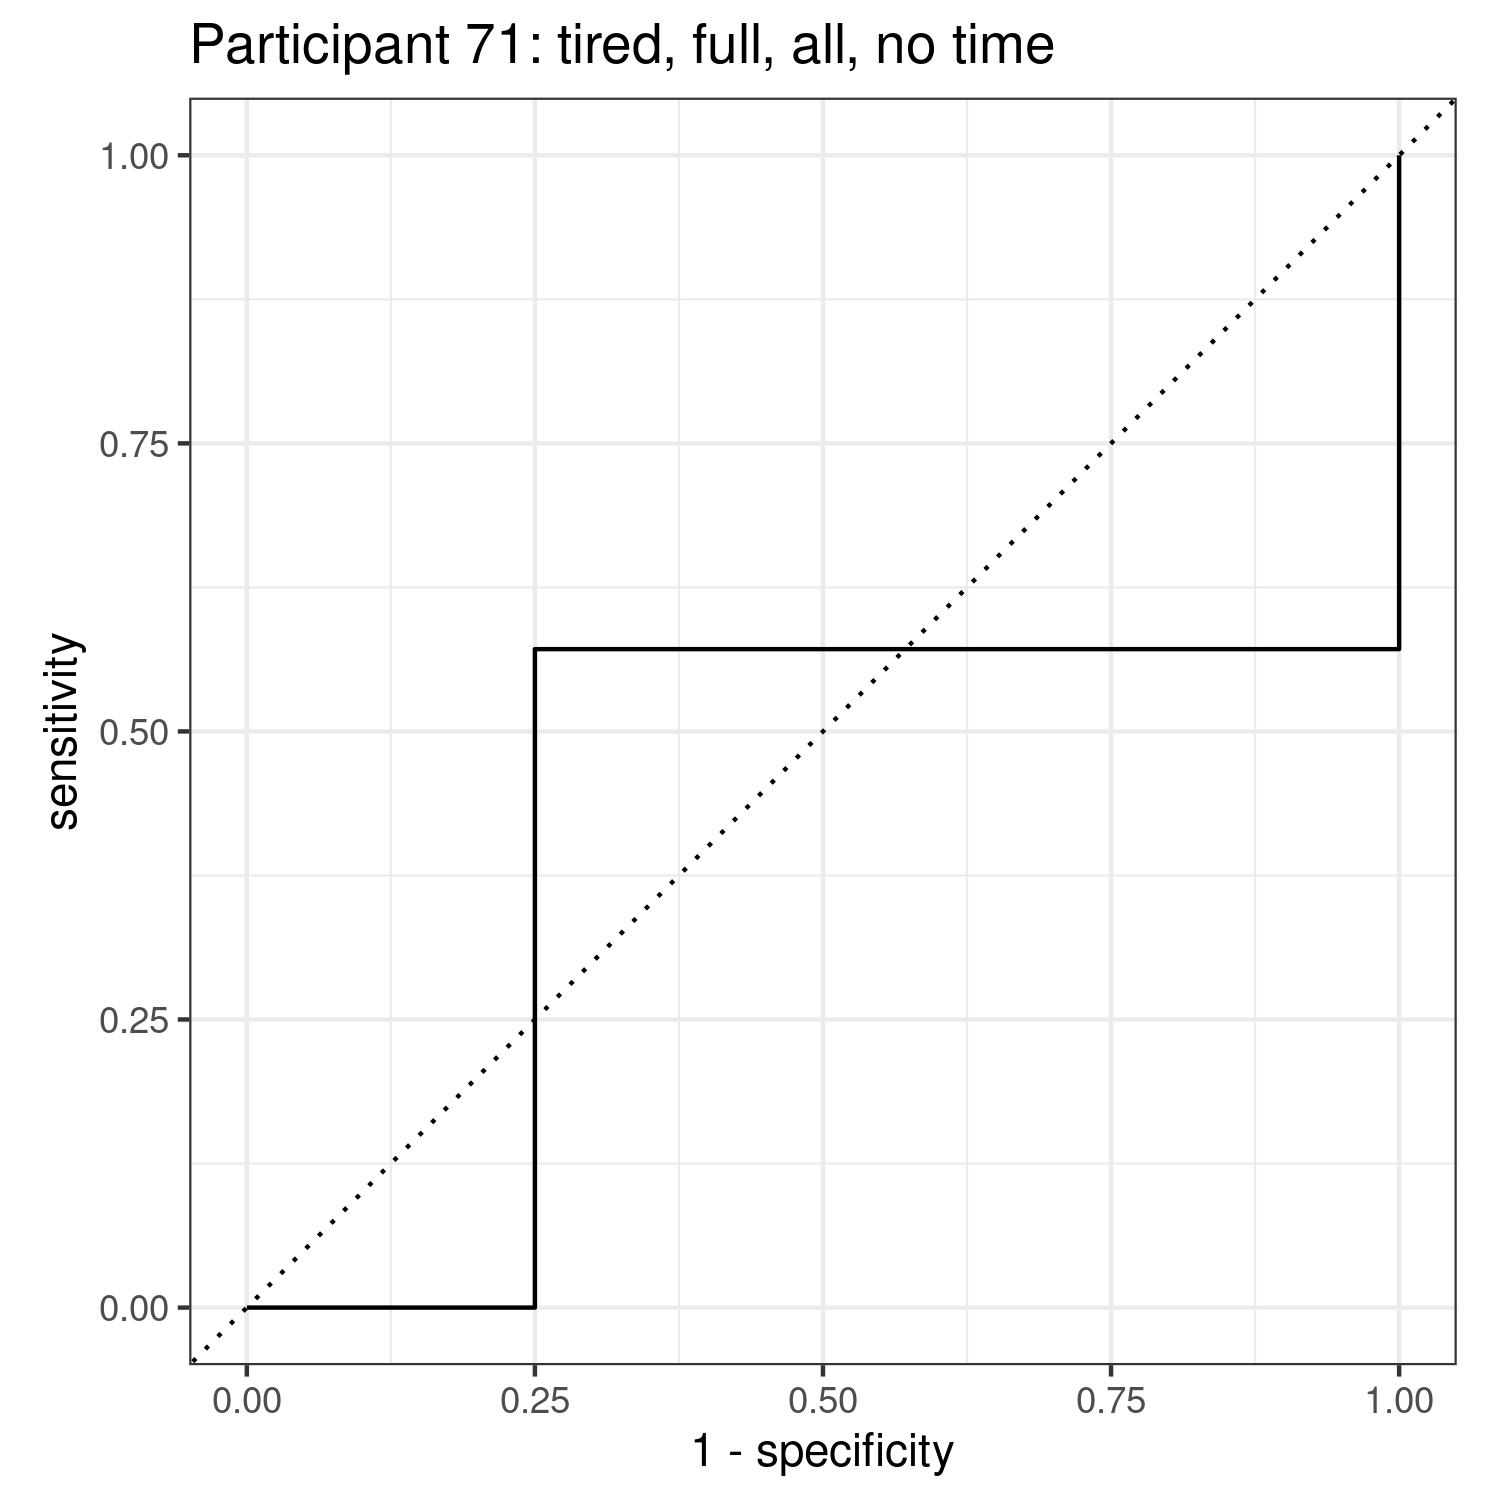 Participant 71: tired, full, all, no time
1.00
0.75
0.50
0.25
0.00
sensitivity
0.00 0.25 0.50 0.75 1.00
1 - specificity